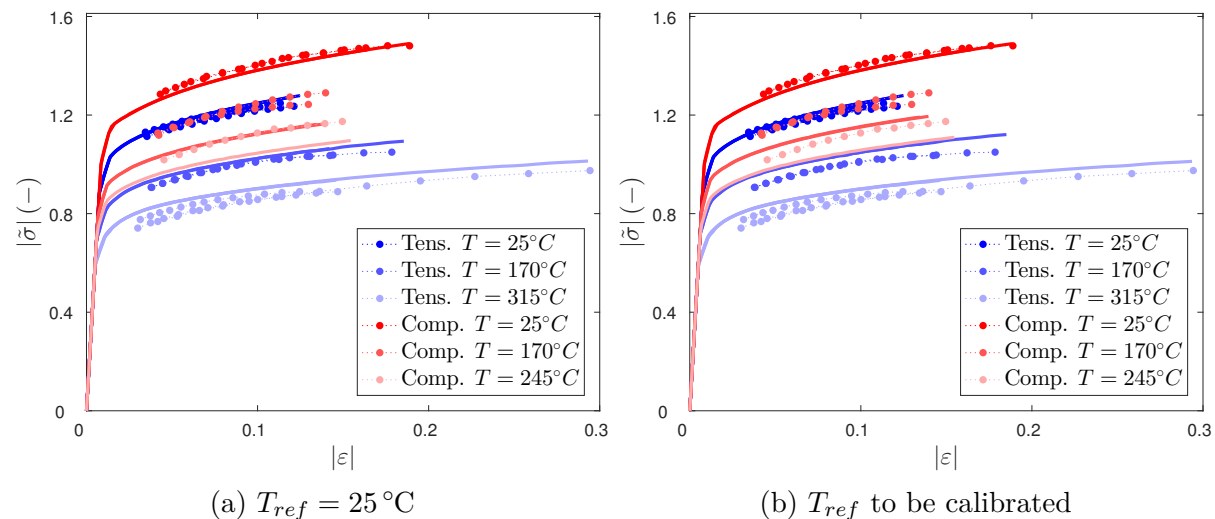 1.6
1.2
0.8
0.4
0
0
0.1
0.2
0.3
|σ̃| (−)
|ε|
Tens. T = 25°C
Tens. T = 170°C
Tens. T = 315°C
Comp. T = 25°C
Comp. T = 170°C
Comp. T = 245°C
(a) T_ref = 25 °C
1.6
1.2
0.8
0.4
0
0
0.1
0.2
0.3
|σ̃| (−)
|ε|
Tens. T = 25°C
Tens. T = 170°C
Tens. T = 315°C
Comp. T = 25°C
Comp. T = 170°C
Comp. T = 245°C
(b) T_ref to be calibrated